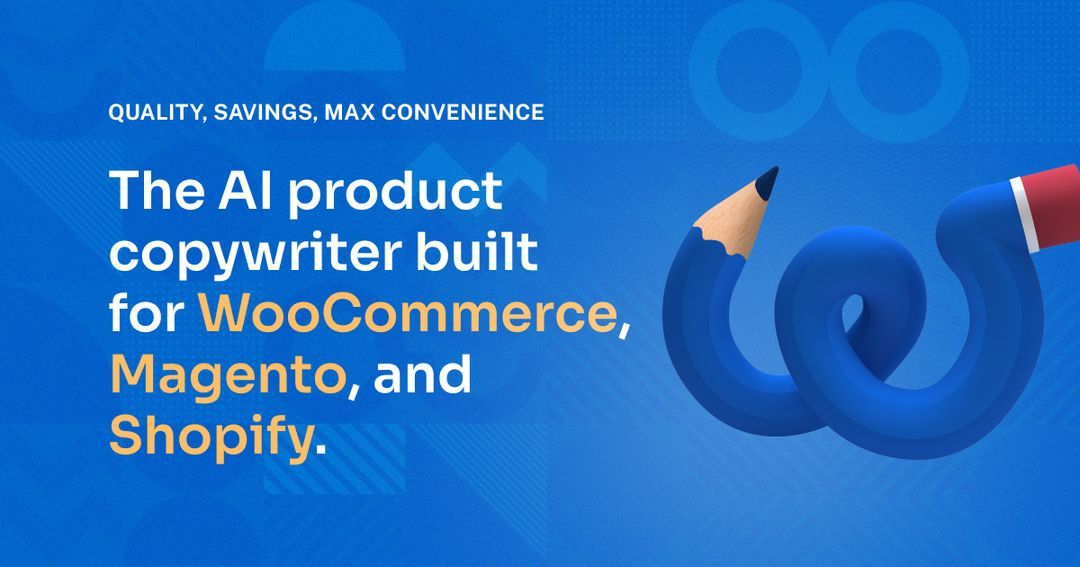 QUALITY, SAVINGS, MAX CONVENIENCE
The AI product
copywriter built
for WooCommerce,
Magento, and
Shopify.